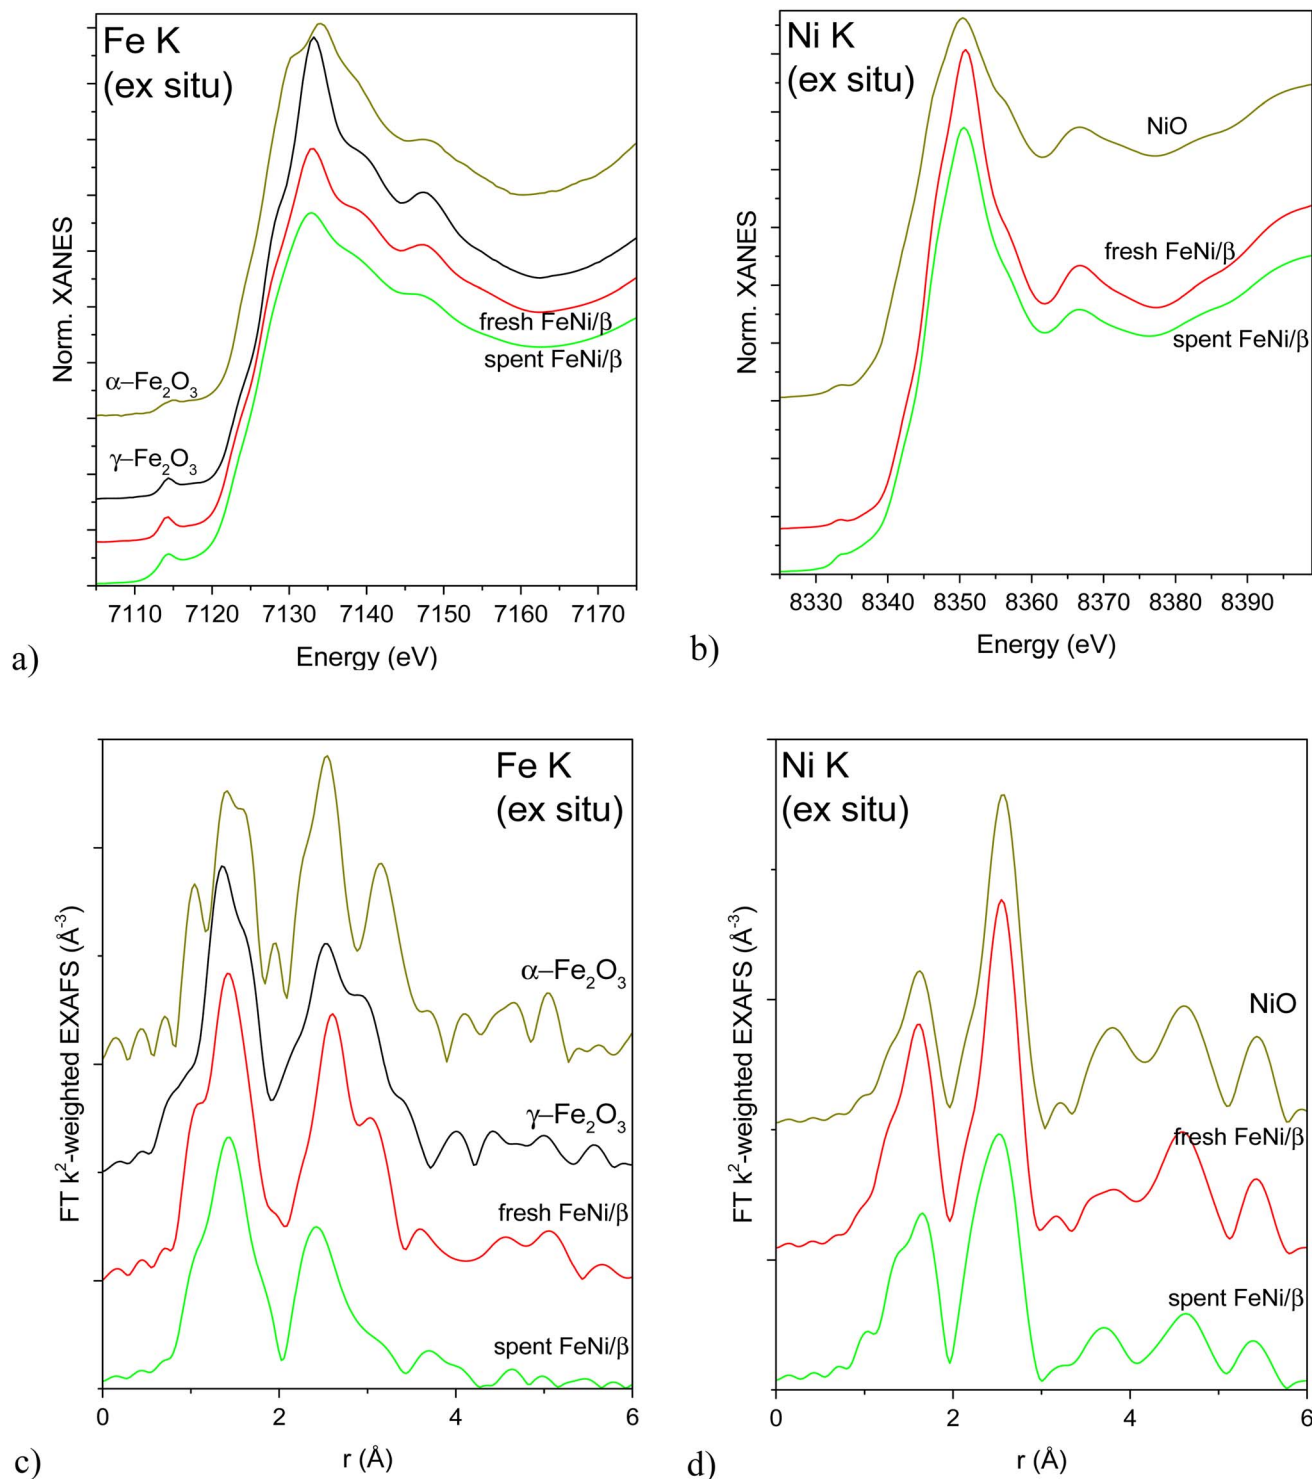 Fe K
(ex situ)
Norm. XANES
α–Fe₂O₃
γ–Fe₂O₃
fresh FeNi/β
spent FeNi/β
7110 7120 7130 7140 7150 7160 7170
Energy (eV)
a)
Ni K
(ex situ)
Norm. XANES
NiO
fresh FeNi/β
spent FeNi/β
8330 8340 8350 8360 8370 8380 8390
Energy (eV)
b)
Fe K
(ex situ)
FT k²-weighted EXAFS (Å⁻³)
α–Fe₂O₃
γ–Fe₂O₃
fresh FeNi/β
spent FeNi/β
0 2 4 6
r (Å)
c)
Ni K
(ex situ)
FT k²-weighted EXAFS (Å⁻³)
NiO
fresh FeNi/β
spent FeNi/β
0 2 4 6
r (Å)
d)